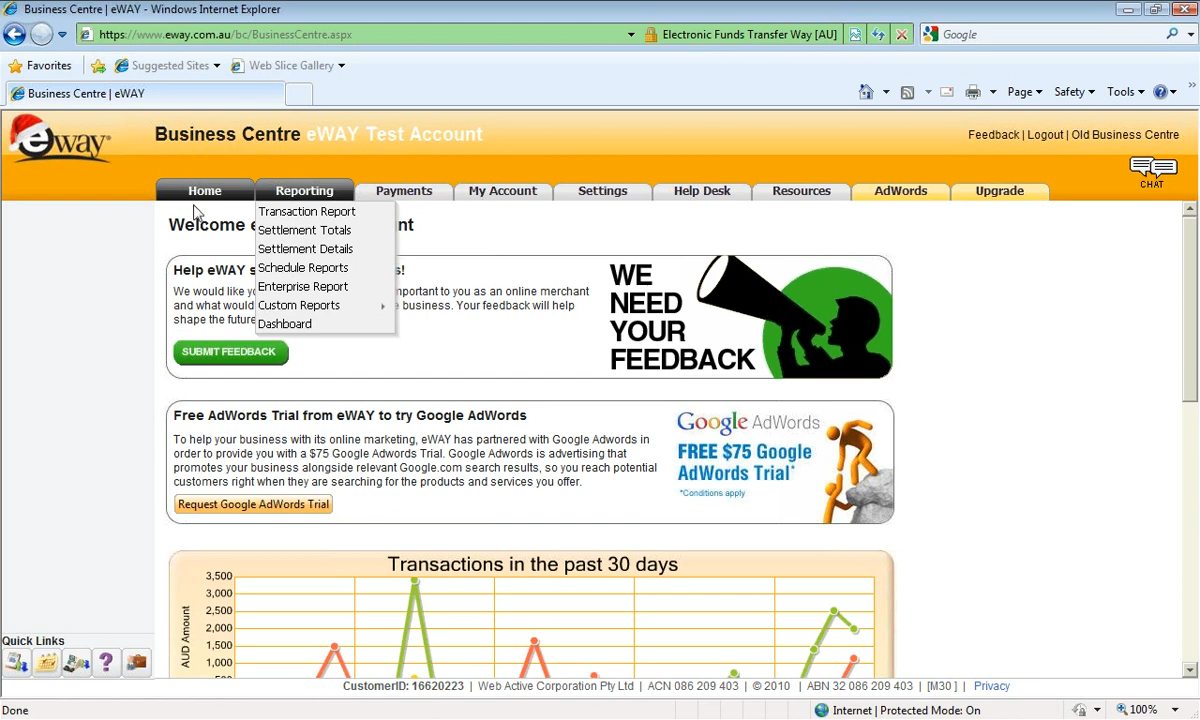 Business Centre | eWAY - Windows Internet Explorer
https://www.eway.com.au/bc/BusinessCentre.aspx
Electronic Funds Transfer Way [AU]
Google
Favorites
Suggested Sites
Web Slice Gallery
Business Centre | eWAY
Page
Safety
Tools
eway
Business Centre eWAY Test Account
Feedback | Logout | Old Business Centre
CHAT
Home
Reporting
Payments
My Account
Settings
Help Desk
Resources
AdWords
Upgrade
Transaction Report
Settlement Totals
Settlement Details
Schedule Reports
Enterprise Report
Custom Reports
Dashboard
Welcome e nt
Help eWAY s s!
We would like yo mportant to you as an online merchant
and what would business. Your feedback will help
shape the future
SUBMIT FEEDBACK
WE
NEED
YOUR
FEEDBACK
Free AdWords Trial from eWAY to try Google AdWords
To help your business with its online marketing, eWAY has partnered with Google Adwords in
order to provide you with a $75 Google Adwords Trial. Google Adwords is advertising that
promotes your business alongside relevant Google.com search results, so you reach potential
customers right when they are searching for the products and services you offer.
Request Google AdWords Trial
Google AdWords
FREE $75 Google
AdWords Trial*
*Conditions apply
Transactions in the past 30 days
AUD Amount
3,500
3,000
2,500
2,000
1,500
1,000
Quick Links
CustomerID: 16620223 | Web Active Corporation Pty Ltd | ACN 086 209 403 | © 2010 | ABN 32 086 209 403 | [M30 ] | Privacy
Done
Internet | Protected Mode: On
100%